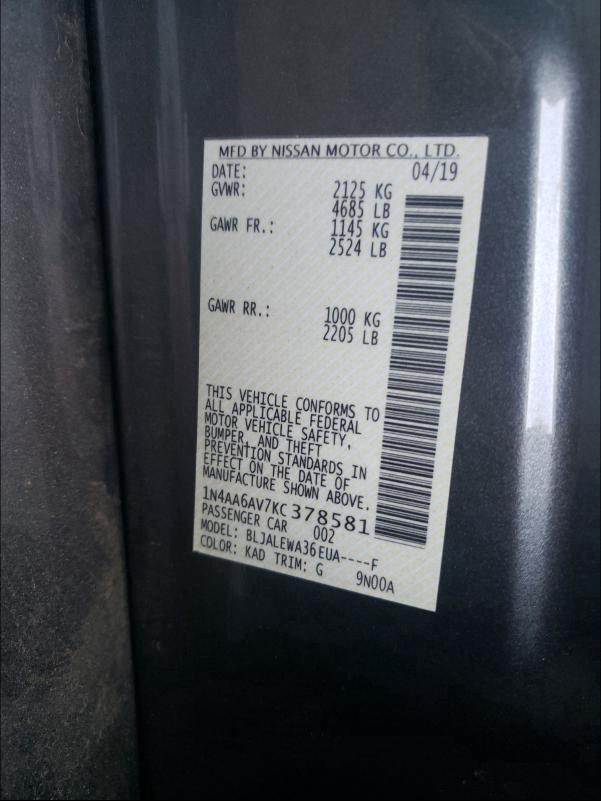 MFD BY NISSAN MOTOR CO., LTD.
DATE: 04/19
GVWR: 2125 KG
4685 LB
GAWR FR.: 1145 KG
2524 LB
GAWR RR.: 1000 KG
2205 LB
THIS VEHICLE CONFORMS TO
ALL APPLICABLE FEDERAL
MOTOR VEHICLE SAFETY,
BUMPER, AND THEFT
PREVENTION STANDARDS IN
EFFECT ON THE DATE OF
MANUFACTURE SHOWN ABOVE.
1N4AA6AV7KC378581
PASSENGER CAR 002
MODEL: BLJALEWA36EUA----F
COLOR: KAD TRIM: G 9N00A